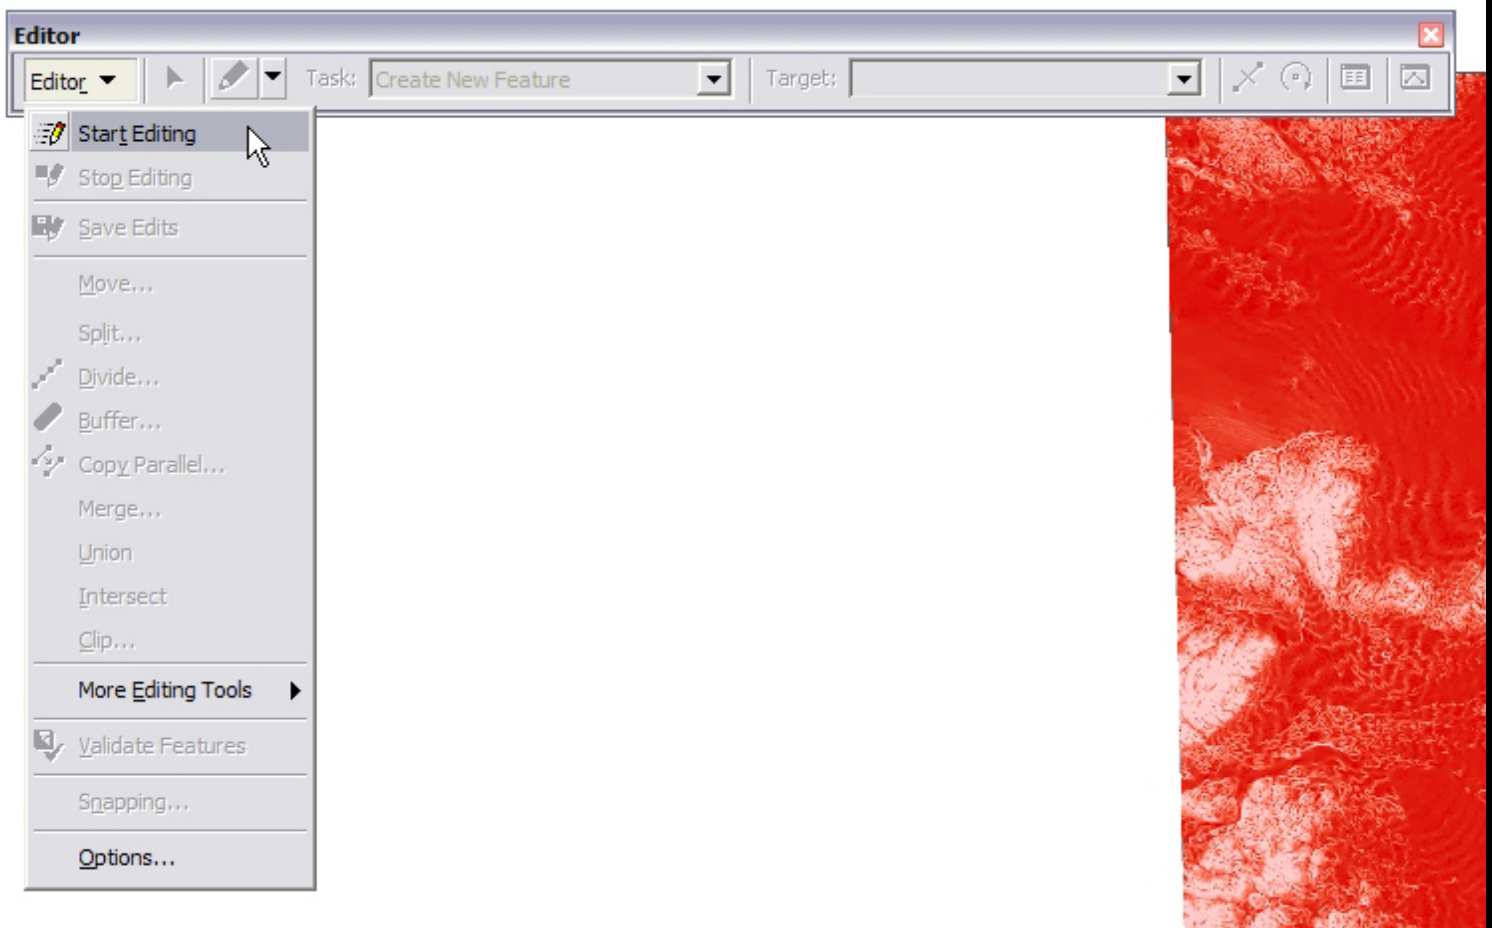 Editor
Editor Task: Create New Feature Target:
Start Editing
Stop Editing
Save Edits
Move...
Split...
Divide...
Buffer...
Copy Parallel...
Merge...
Union
Intersect
Clip...
More Editing Tools
Validate Features
Snapping...
Options...